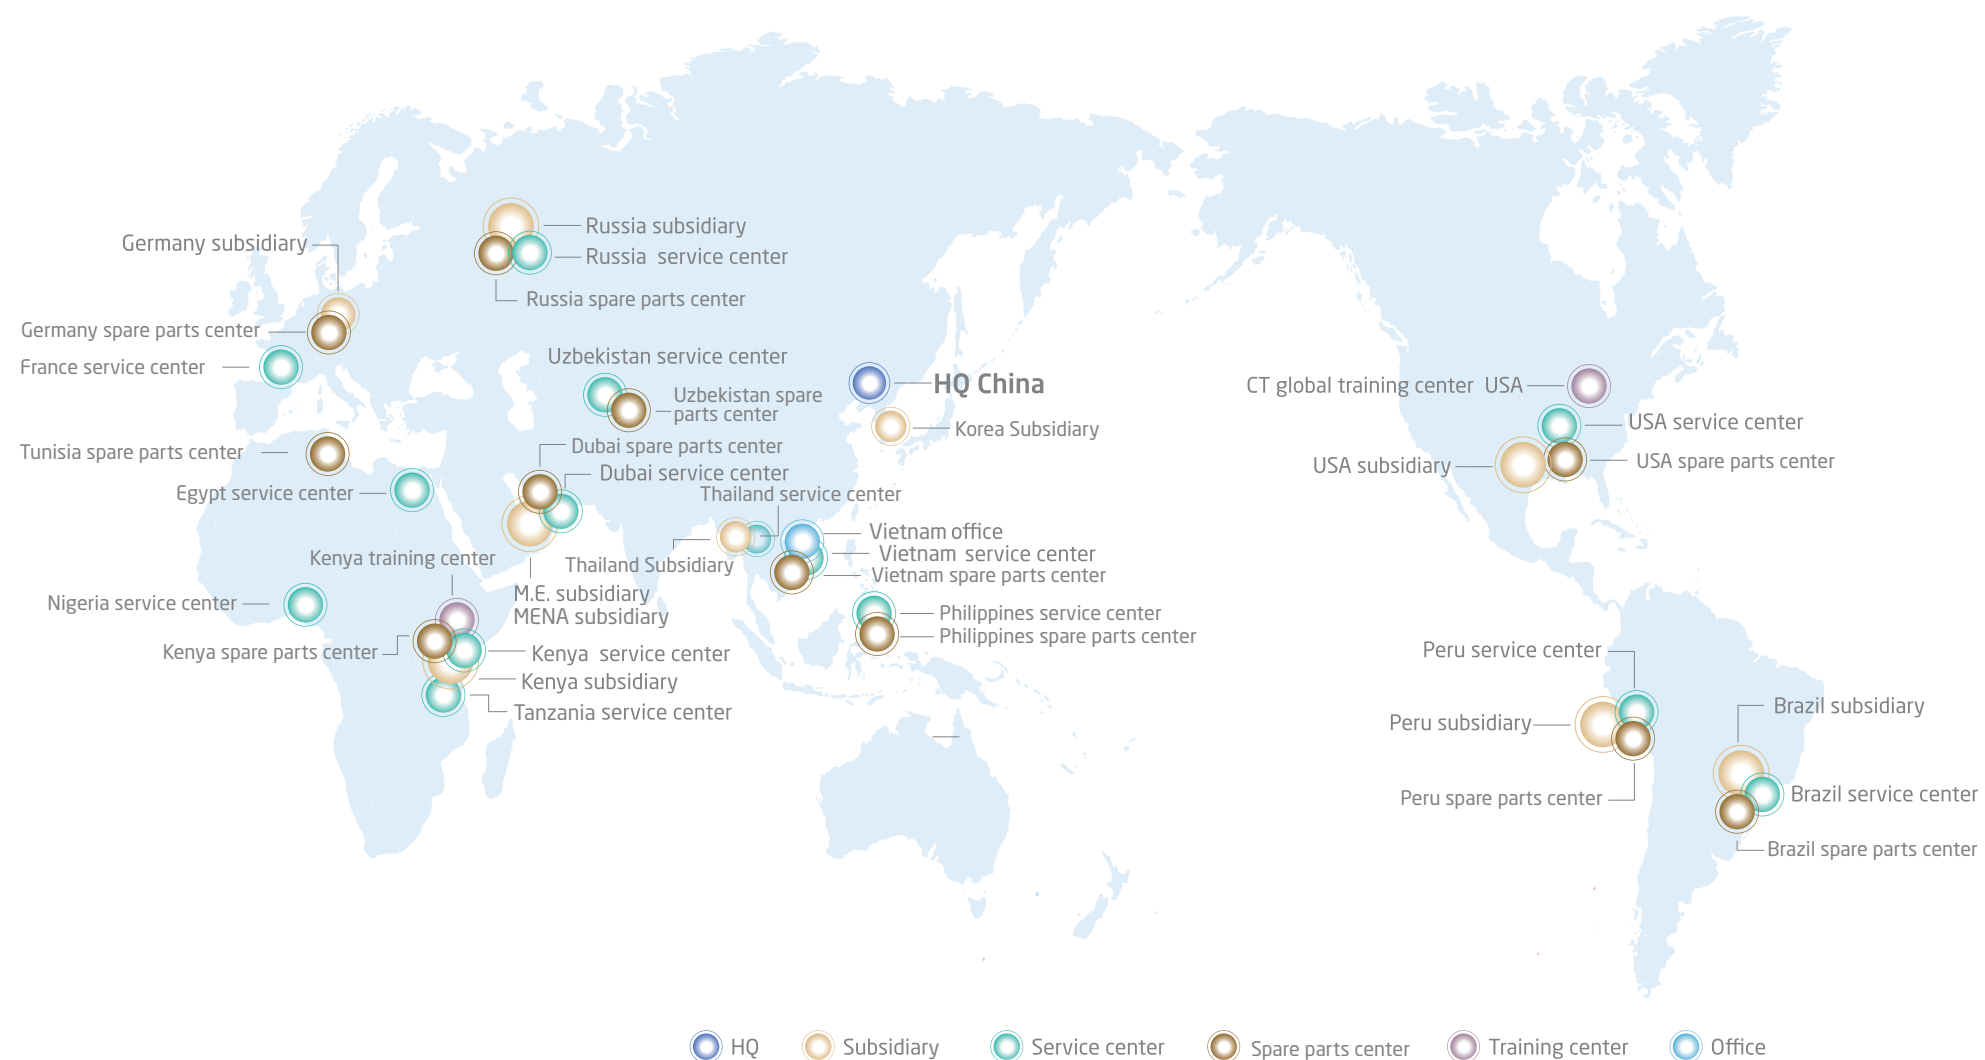 Russia subsidiary
Germany subsidiary
Russia service center
Russia spare parts center
Germany spare parts center
France service center
Uzbekistan service center
Uzbekistan spare
parts center
HQ China
Korea Subsidiary
CT global training center USA
USA service center
USA subsidiary
USA spare parts center
Tunisia spare parts center
Dubai spare parts center
Dubai service center
Egypt service center
Thailand service center
Vietnam office
Vietnam service center
Thailand Subsidiary
Vietnam spare parts center
Kenya training center
M.E. subsidiary
MENA subsidiary
Nigeria service center
Philippines service center
Philippines spare parts center
Kenya spare parts center
Kenya service center
Kenya subsidiary
Tanzania service center
Peru service center
Peru subsidiary
Brazil subsidiary
Peru spare parts center
Brazil service center
Brazil spare parts center
HQ
Subsidiary
Service center
Spare parts center
Training center
Office